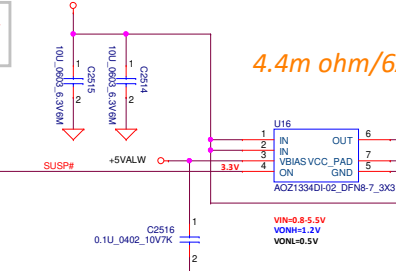 4.4m ohm/6
1
2
C2515
10U_0603_6.3V6M
1
2
C2514
10U_0603_6.3V6M
U16
1 IN OUT 6
2 IN
3 VBIAS VCC_PAD 7
4 ON GND 5
AOZ1334DI-02_DFN8-7_3X3
+5VALW
SUSP#
3.3V
VIN=0.8-5.5V
VONH=1.2V
VONL=0.5V
1
C2516
0.1U_0402_10V7K
2